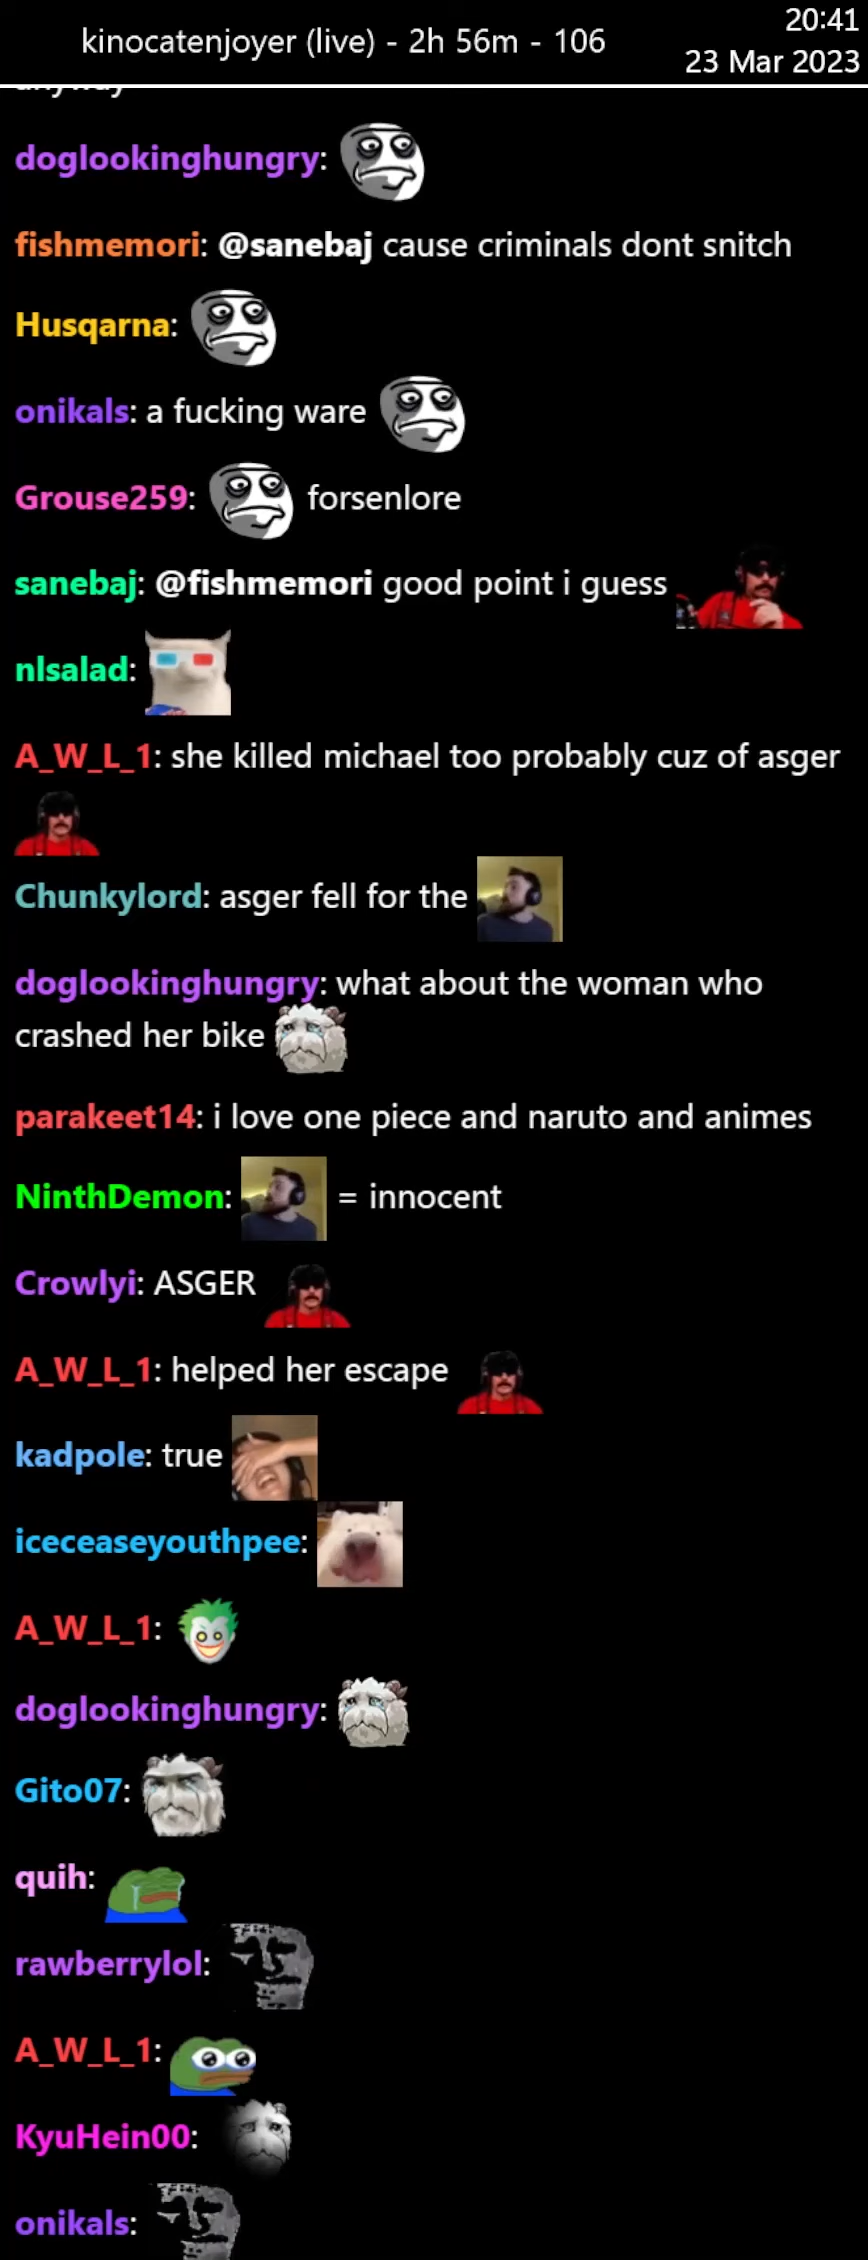 kinocatenjoyer (live) - 2h 56m - 106
20:41
23 Mar 2023
anyway
doglookinghungry:
fishmemori: @sanebaj cause criminals dont snitch
Husqarna:
onikals: a fucking ware
Grouse259: forsenlore
sanebaj: @fishmemori good point i guess
nlsalad:
A_W_L_1: she killed michael too probably cuz of asger
Chunkylord: asger fell for the
doglookinghungry: what about the woman who
crashed her bike
parakeet14: i love one piece and naruto and animes
NinthDemon: = innocent
Crowlyi: ASGER
A_W_L_1: helped her escape
kadpole: true
iceceaseyouthpee:
A_W_L_1:
doglookinghungry:
Gito07:
quih:
rawberrylol:
A_W_L_1:
KyuHein00:
onikals: